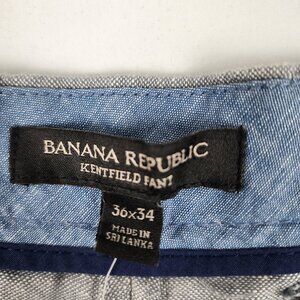 BANANA REPUBLIC
KENTFIELD PANT
36x34
MADE IN
SRI LANKA